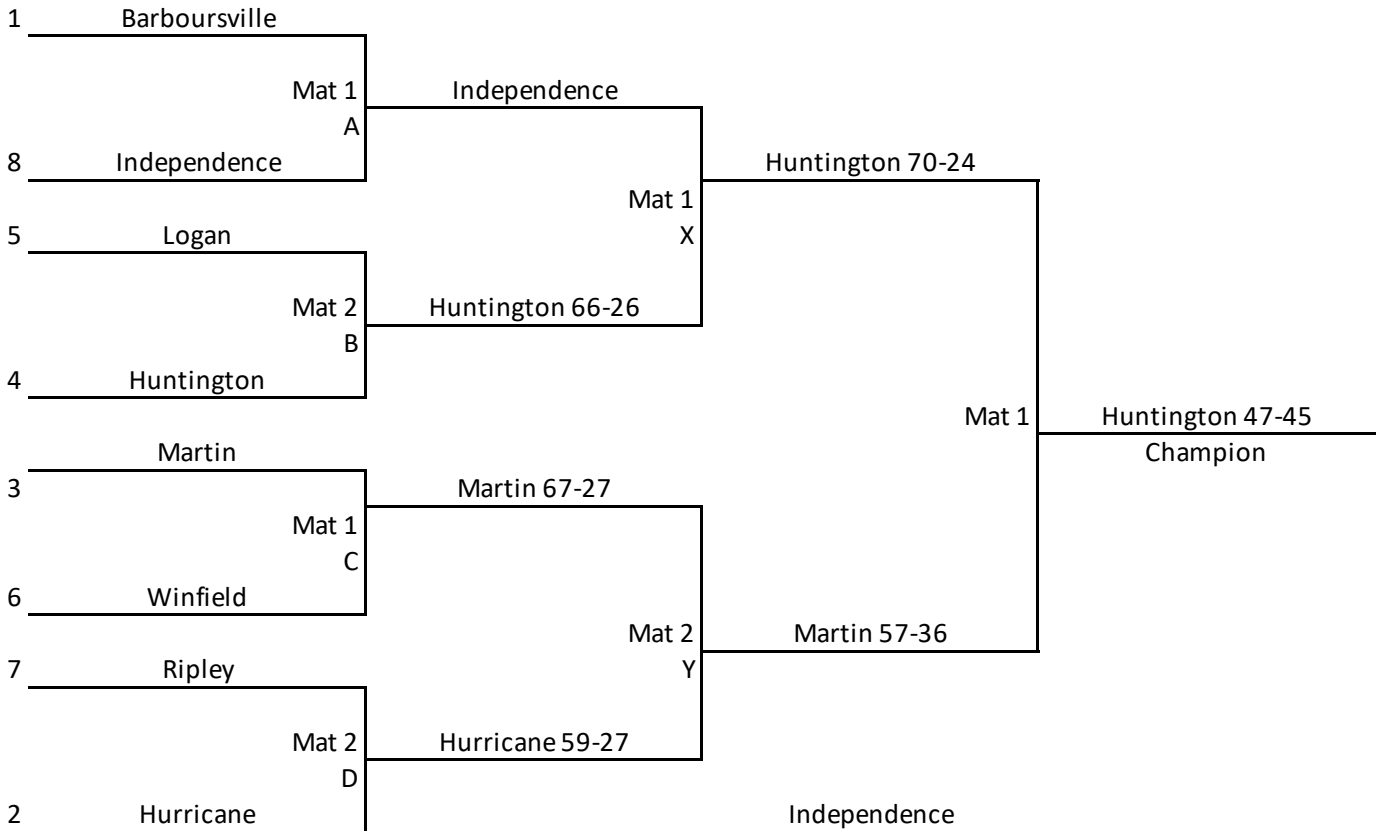 1 Barboursville
Mat 1 Independence
A
8 Independence
Huntington 70-24
Mat 1
5 Logan X
Mat 2 Huntington 66-26
B
4 Huntington
Mat 1 Huntington 47-45
Martin Champion
3 Martin 67-27
Mat 1
C
6 Winfield
Mat 2 Martin 57-36
7 Ripley Y
Mat 2 Hurricane 59-27
D
2 Hurricane Independence